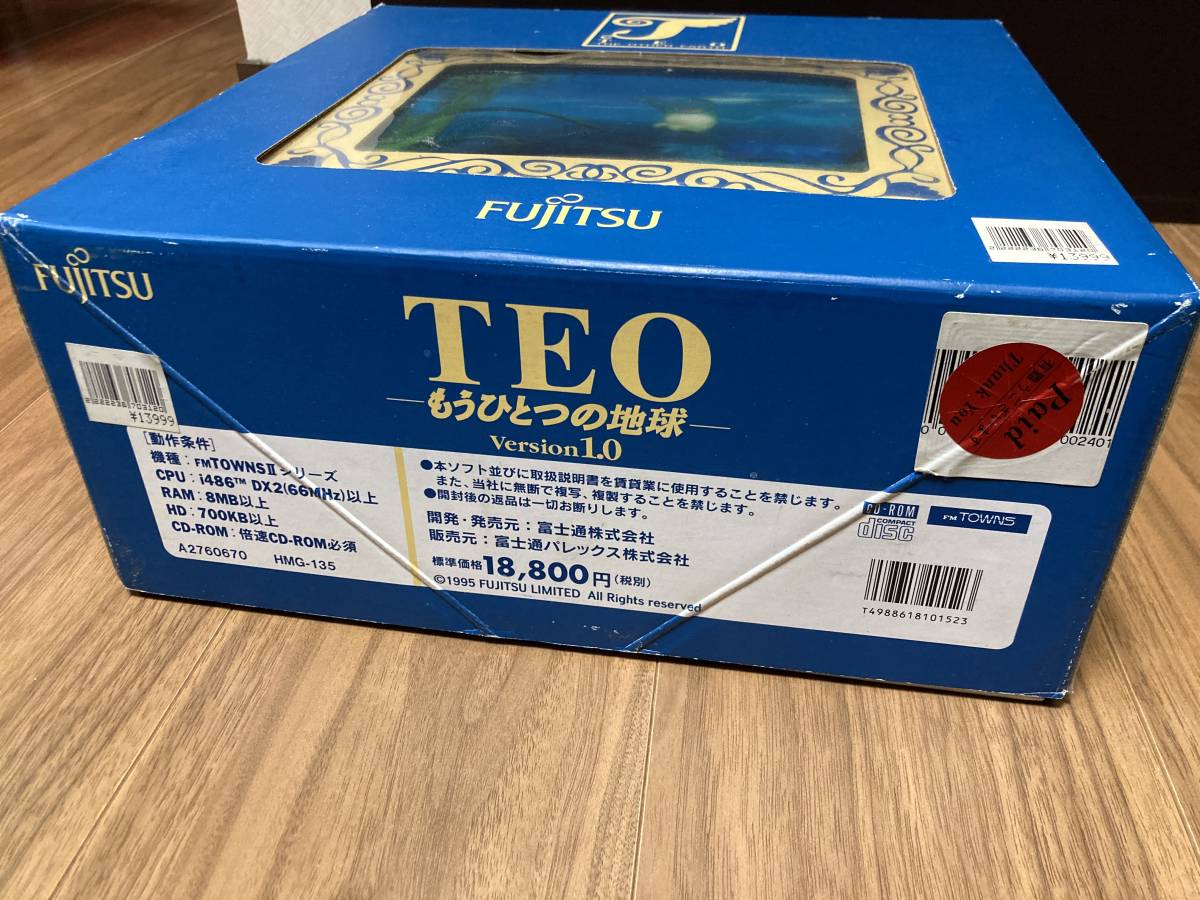 FUJITSU
¥13999
FUJITSU
TEO
—もうひとつの地球—
Version1.0
2222236703120
¥13999
Paid
Thank You
002401
[動作条件]
機種：FMTOWNSⅡシリーズ
CPU：i486™ DX2(66MHz)以上
RAM：8MB以上
HD：700KB以上
CD-ROM：倍速CD-ROM必須
A2760670 HMG-135
●本ソフト並びに取扱説明書を賃貸業に使用することを禁じます。
また、当社に無断で複写、複製することを禁じます。
●開封後の返品は一切お断りします。
開発・発売元：富士通株式会社
販売元：富士通パレックス株式会社
標準価格18,800円(税別)
©1995 FUJITSU LIMITED All Rights reserved
CD-ROM
COMPACT
disc
FM TOWNS
T4988618101523